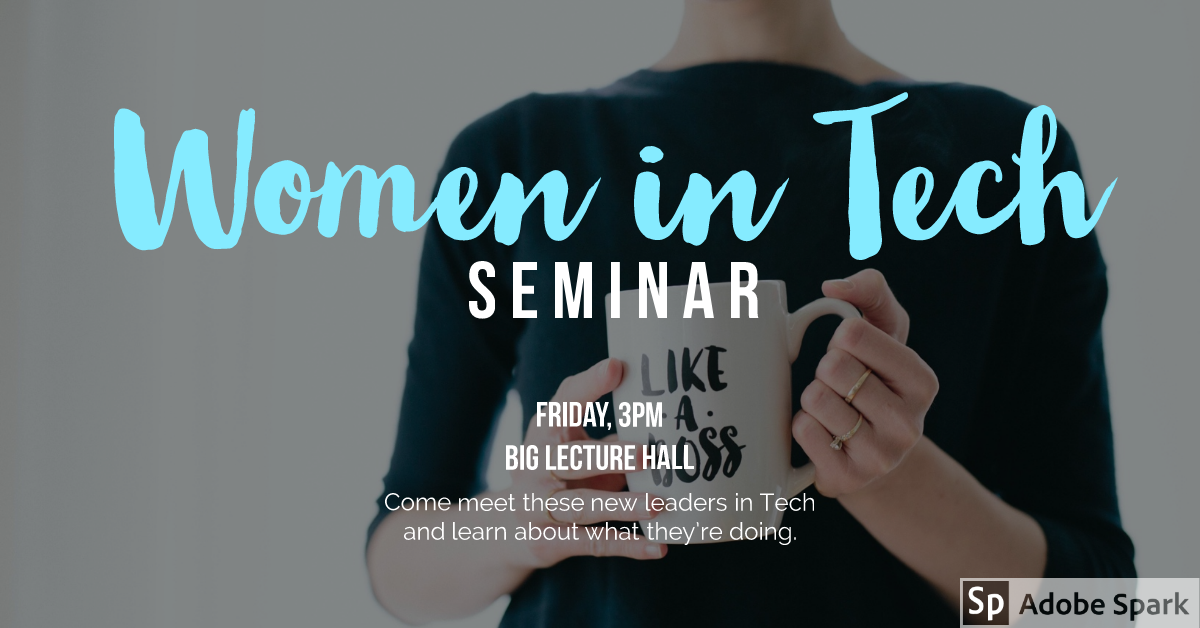 Women in Tech
SEMINAR
LIKE
·A·
BOSS
FRIDAY, 3PM
BIG LECTURE HALL
Come meet these new leaders in Tech
and learn about what they're doing.
Sp Adobe Spark